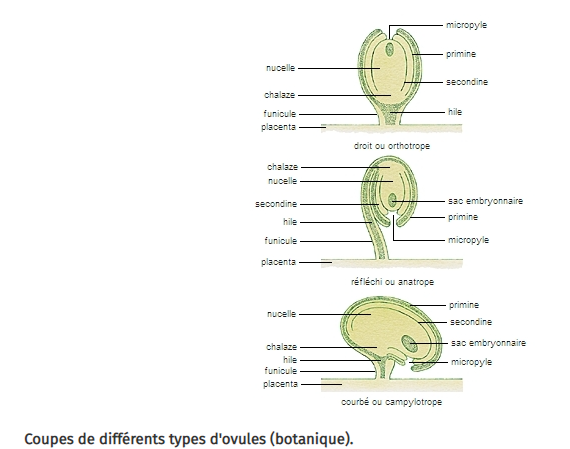 micropyle
primine
nucelle
secondine
chalaze
funicule hile
placenta
droit ou orthotrope
chalaze
nucelle
secondine sac embryonnaire
primine
hile
funicule micropyle
placenta
réfléchi ou anatrope
primine
nucelle
secondine
chalaze sac embryonnaire
hile micropyle
funicule
placenta
courbé ou campylotrope
Coupes de différents types d'ovules (botanique).